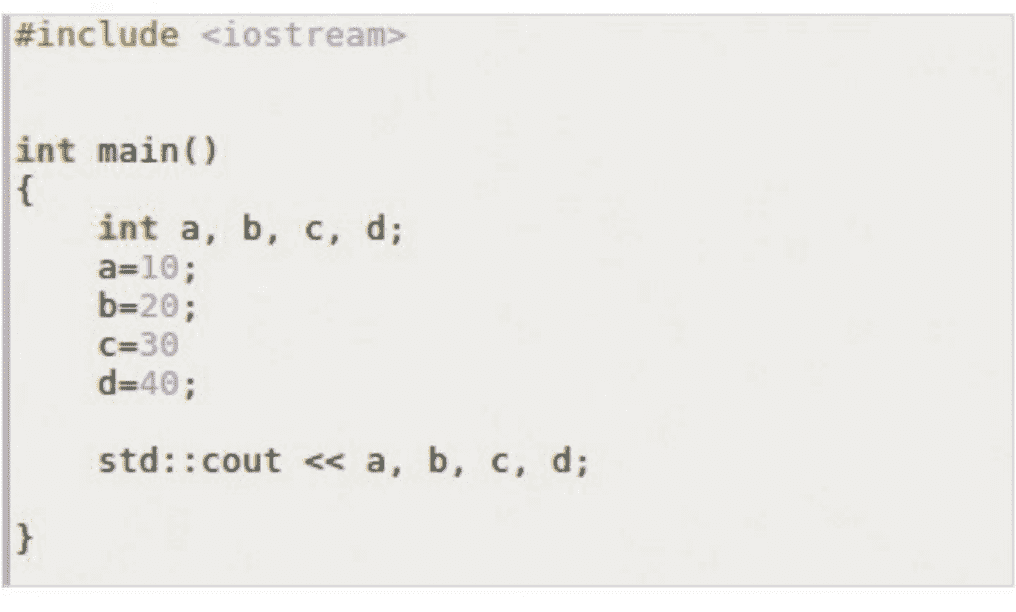 #include <iostream>
int main()
{
int a, b, c, d;
a=10;
b=20;
c=30
d=40;
std::cout << a, b, c, d;
}